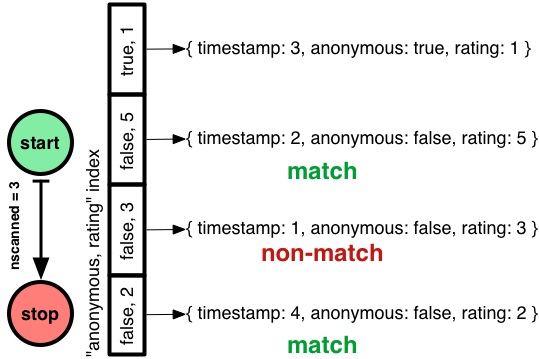 true, 1
{ timestamp: 3, anonymous: true, rating: 1 }
start
false, 5
{ timestamp: 2, anonymous: false, rating: 5 }
match
nscanned = 3
"anonymous, rating" index
false, 3
{ timestamp: 1, anonymous: false, rating: 3 }
non-match
stop
false, 2
{ timestamp: 4, anonymous: false, rating: 2 }
match